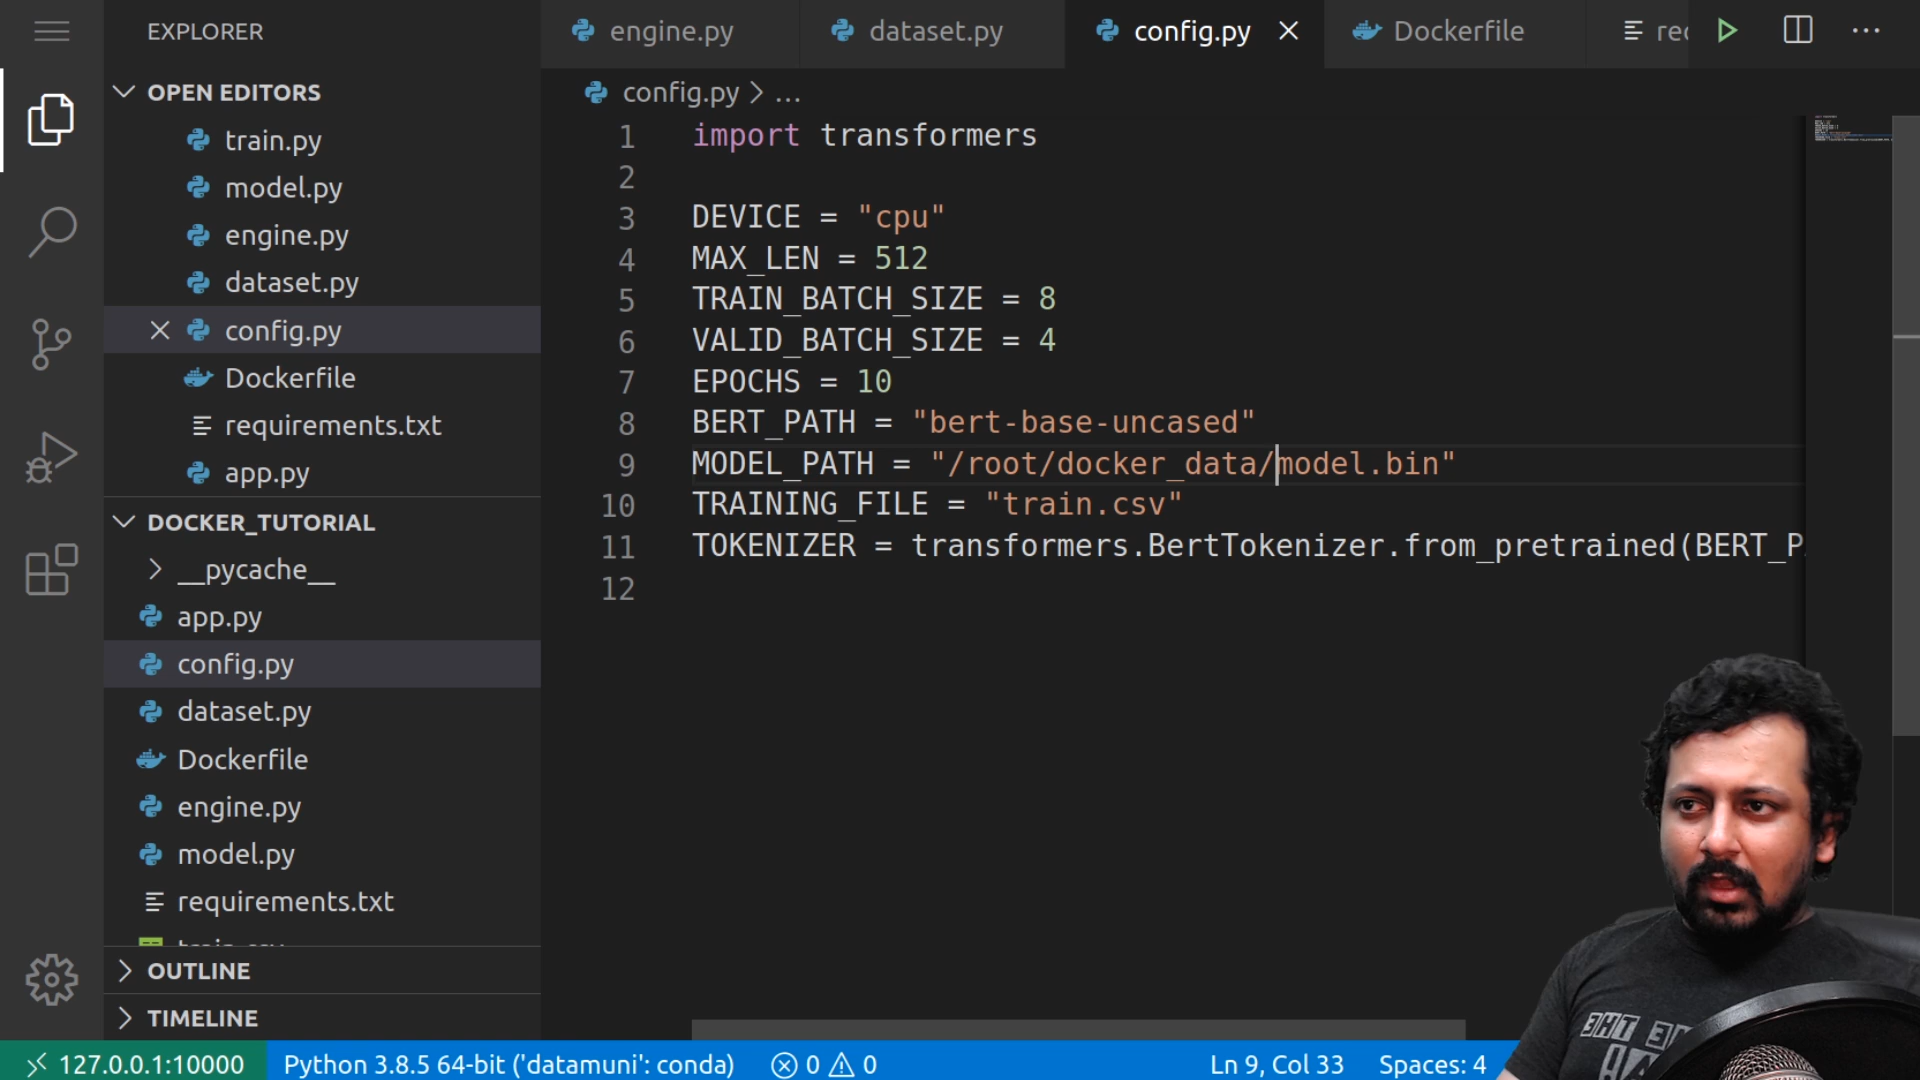 EXPLORER
OPEN EDITORS
train.py
model.py
engine.py
dataset.py
config.py
Dockerfile
requirements.txt
app.py
DOCKER_TUTORIAL
__pycache__
app.py
config.py
dataset.py
Dockerfile
engine.py
model.py
requirements.txt
OUTLINE
TIMELINE
engine.py
dataset.py
config.py
Dockerfile
config.py > ...
1 import transformers
2
3 DEVICE = "cpu"
4 MAX_LEN = 512
5 TRAIN_BATCH_SIZE = 8
6 VALID_BATCH_SIZE = 4
7 EPOCHS = 10
8 BERT_PATH = "bert-base-uncased"
9 MODEL_PATH = "/root/docker_data/model.bin"
10 TRAINING_FILE = "train.csv"
11 TOKENIZER = transformers.BertTokenizer.from_pretrained(BERT_P
12
127.0.0.1:10000
Python 3.8.5 64-bit ('datamuni': conda)
0 0
Ln 9, Col 33
Spaces: 4